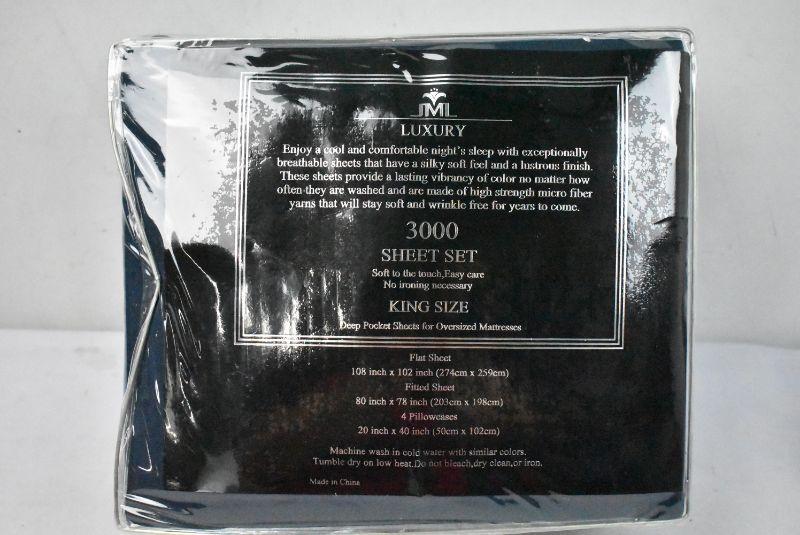 JML
LUXURY
Enjoy a cool and comfortable night's sleep with exceptionally
breathable sheets that have a silky soft feel and a lustrous finish.
These sheets provide a lasting vibrancy of color no matter how
often they are washed and are made of high strength micro fiber
yarns that will stay soft and wrinkle free for years to come.
3000
SHEET SET
Soft to the touch,Easy care
No ironing necessary
KING SIZE
Deep Pocket Sheets for Oversized Mattresses
Flat Sheet
108 inch x 102 inch (274cm x 259cm)
Fitted Sheet
80 inch x 78 inch (203cm x 198cm)
4 Pillowcases
20 inch x 40 inch (50cm x 102cm)
Machine wash in cold water with similar colors.
Tumble dry on low heat.Do not bleach,dry clean,or iron.
Made in China